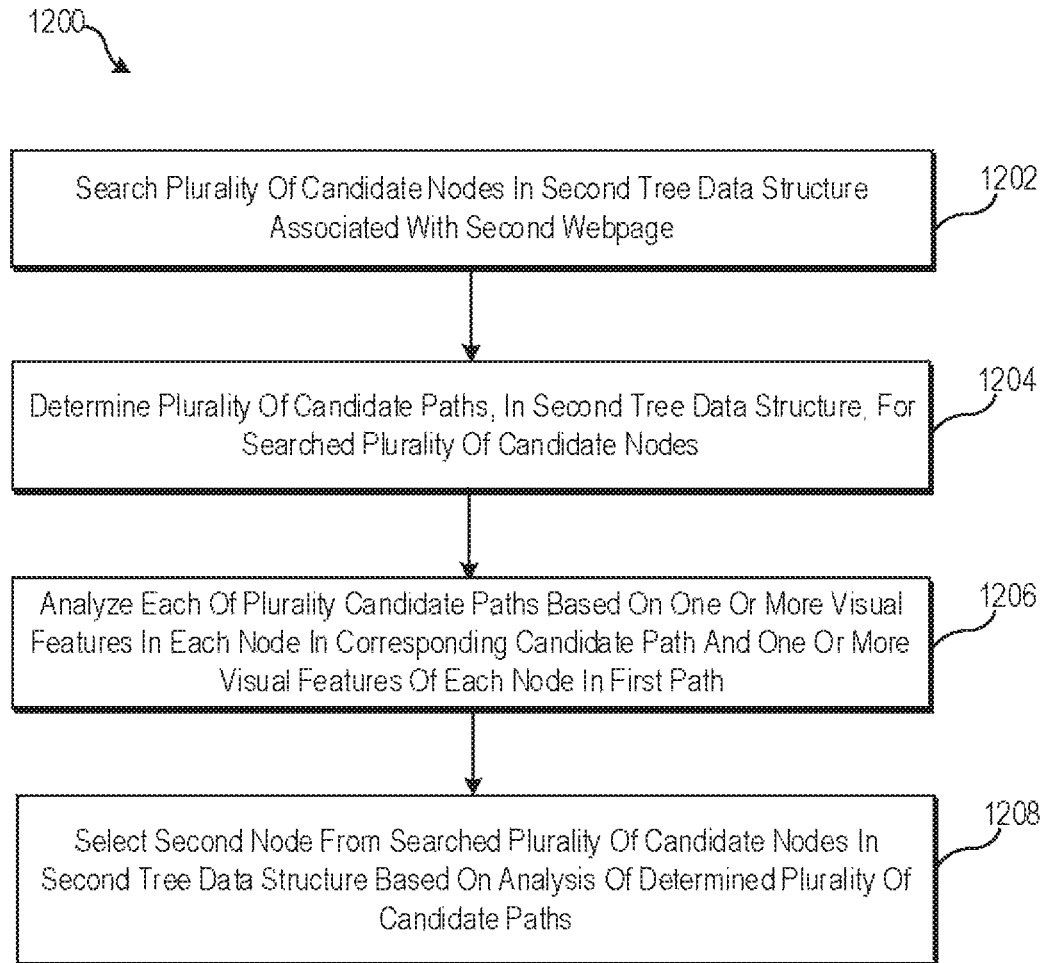 1200
Search Plurality Of Candidate Nodes In Second Tree Data Structure
Associated With Second Webpage
1202
Determine Plurality Of Candidate Paths, In Second Tree Data Structure, For
Searched Plurality Of Candidate Nodes
1204
Analyze Each Of Plurality Candidate Paths Based On One Or More Visual
Features In Each Node In Corresponding Candidate Path And One Or More
Visual Features Of Each Node In First Path
1206
Select Second Node From Searched Plurality Of Candidate Nodes In
Second Tree Data Structure Based On Analysis Of Determined Plurality Of
Candidate Paths
1208